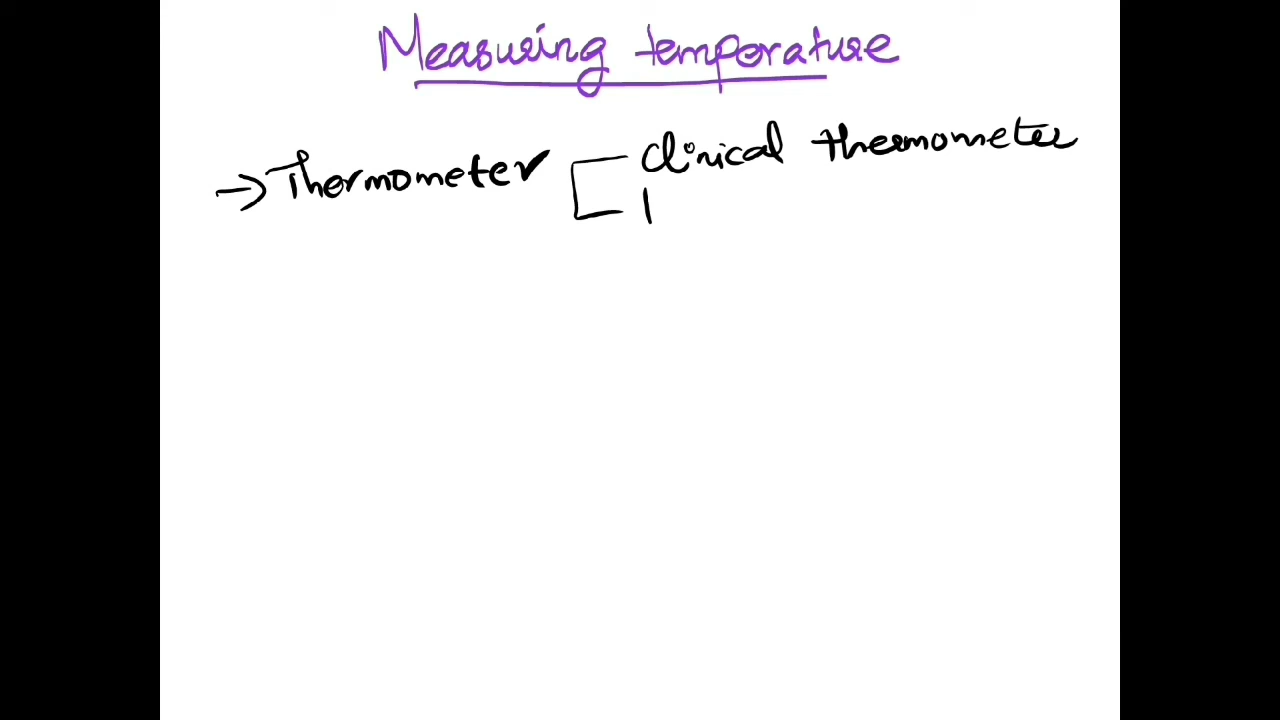 Measuring temperature
→ Thermometer
Clinical thermometer